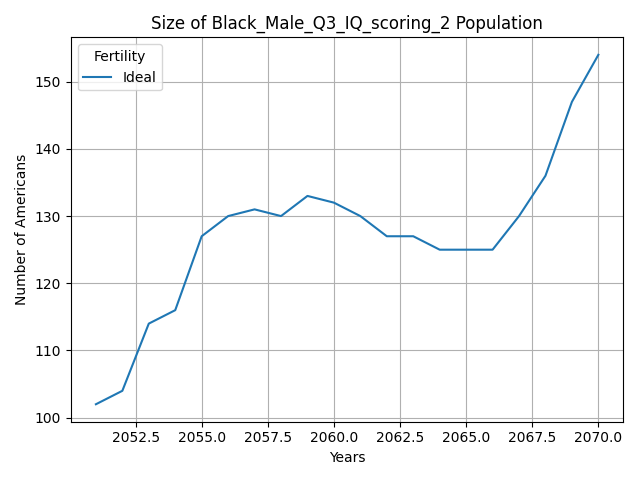 Size of Black_Male_Q3_IQ_scoring_2 Population
Fertility
Ideal
Number of Americans
150
140
130
120
110
100
2052.5 2055.0 2057.5 2060.0 2062.5 2065.0 2067.5 2070.0
Years